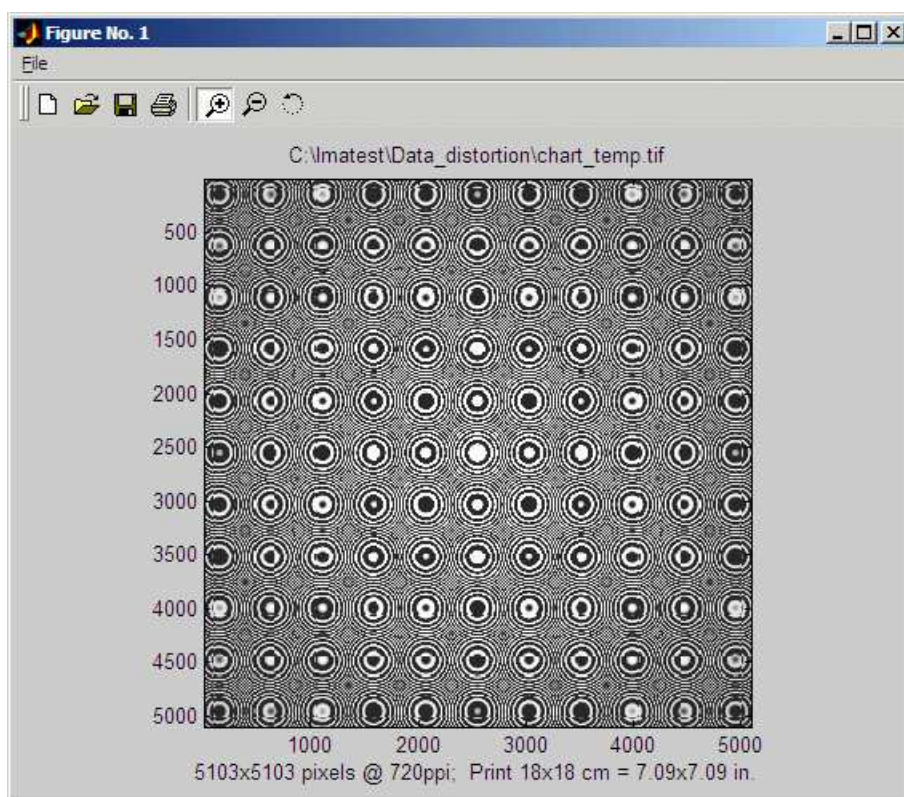 Figure No. 1
File
C:\Imatest\Data_distortion\chart_temp.tif
500
1000
1500
2000
2500
3000
3500
4000
4500
5000
1000 2000 3000 4000 5000
5103x5103 pixels @ 720ppi; Print 18x18 cm = 7.09x7.09 in.